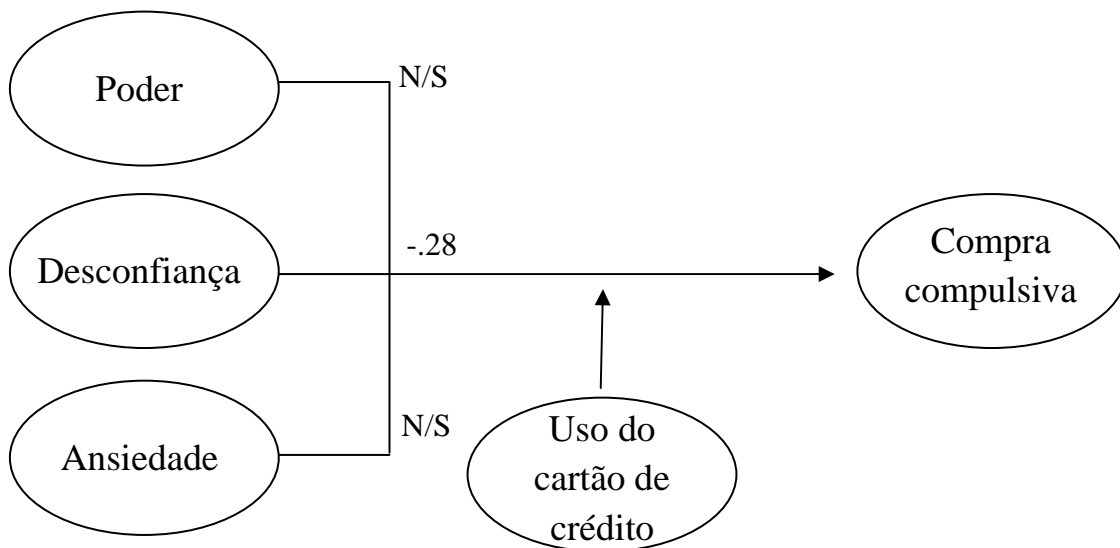 Poder
N/S
Desconfiança
-.28
Compra
compulsiva
Ansiedade
N/S
Uso do
cartão de
crédito